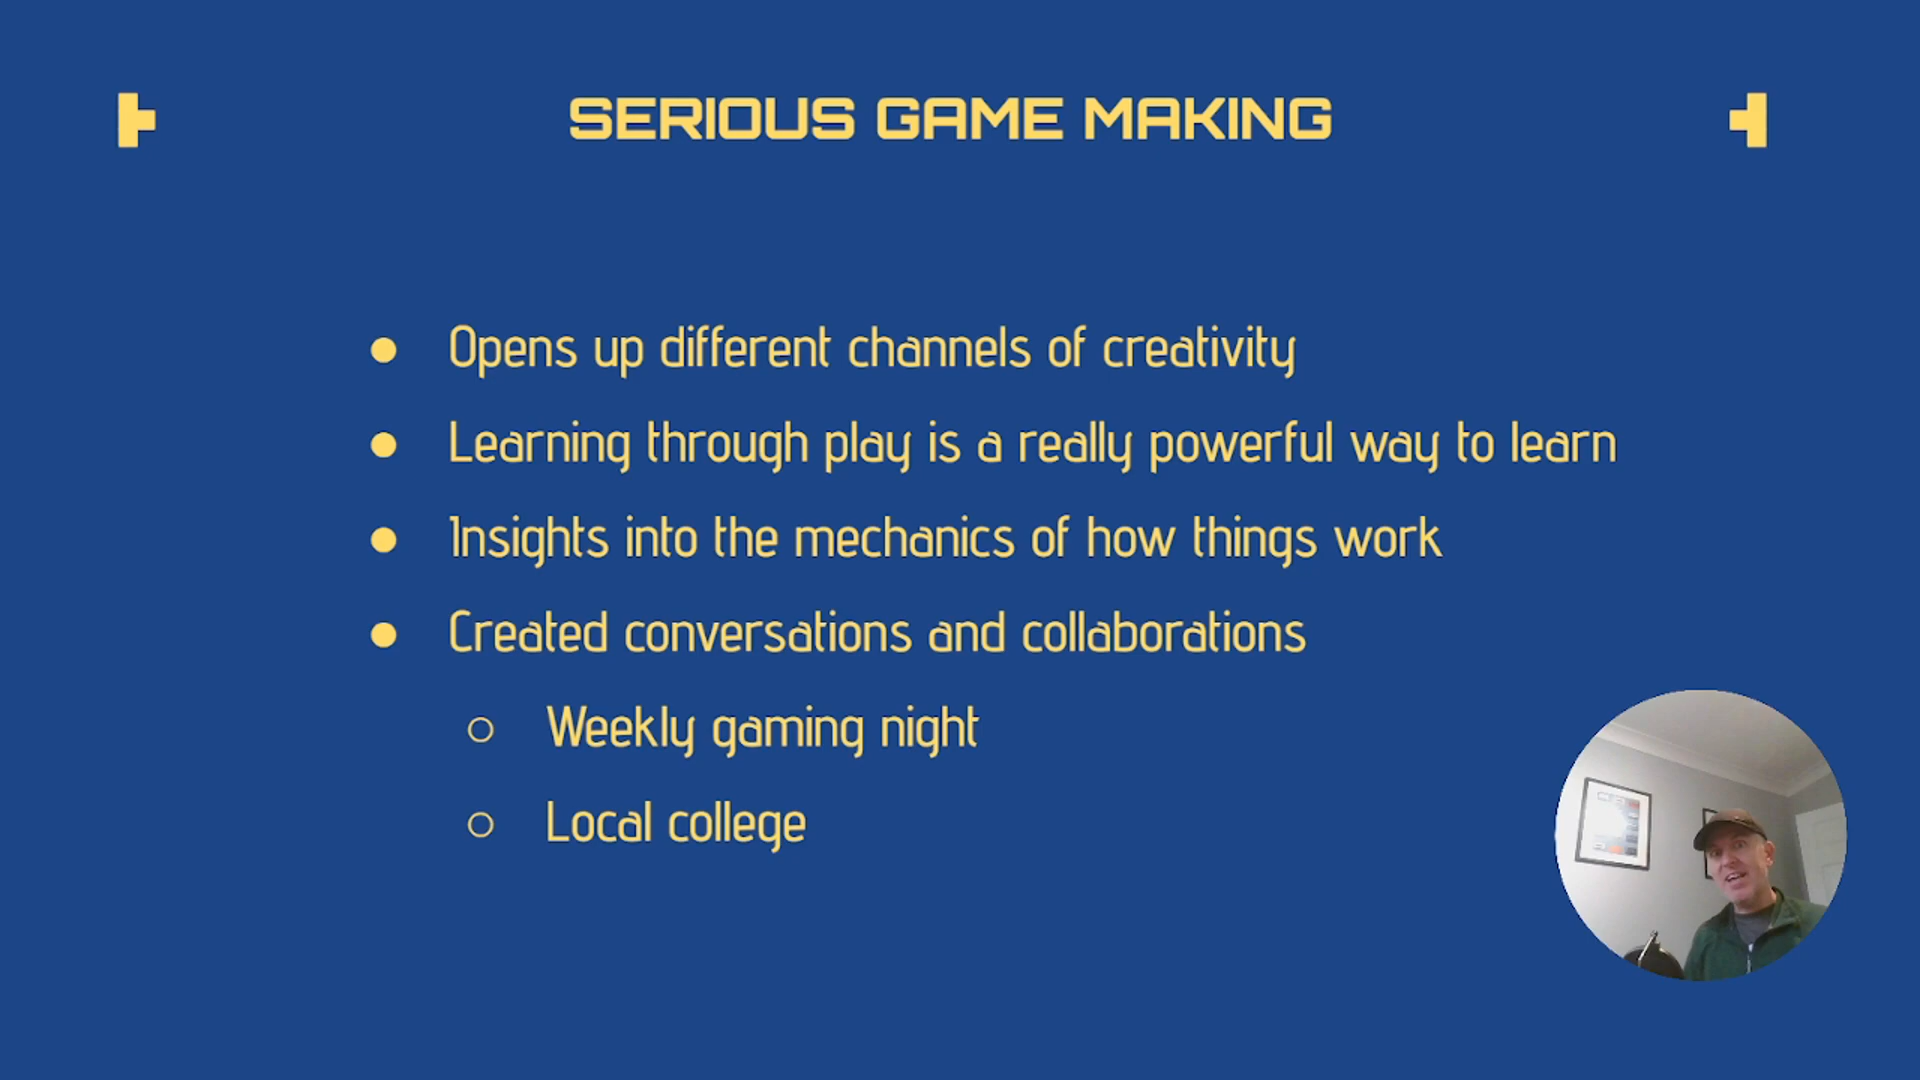 SERIOUS GAME MAKING
● Opens up different channels of creativity
● Learning through play is a really powerful way to learn
● Insights into the mechanics of how things work
● Created conversations and collaborations
○ Weekly gaming night
○ Local college